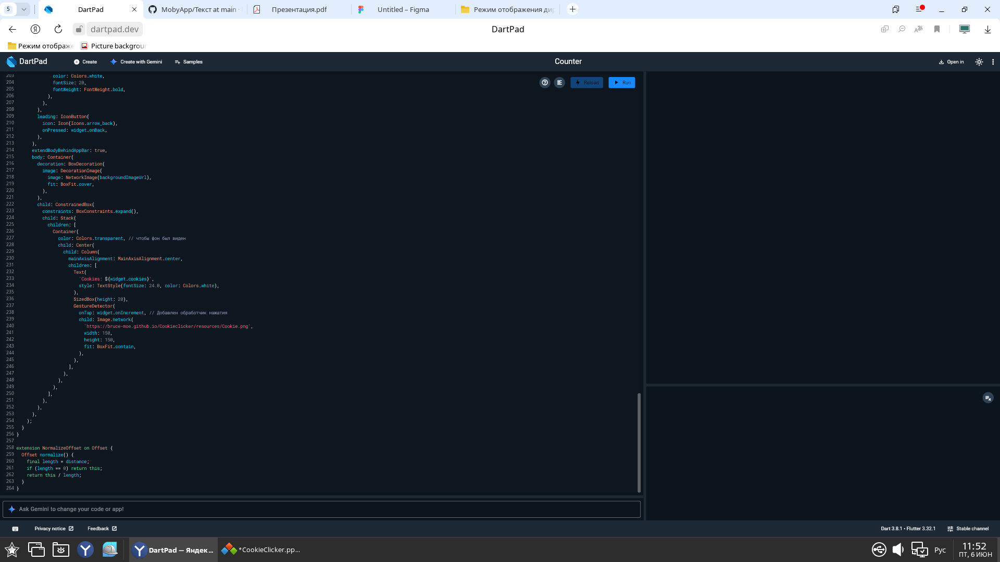 5
DartPad
MobyApp/Текст at main ·
Презентация.pdf
Untitled – Figma
Режим отображения ди
dartpad.dev
DartPad
Режим отображе
Picture backgrour
DartPad
Create
Create with Gemini
Samples
Counter
Open in
Reload
Run
203 color: Colors.white,
204 fontSize: 20,
205 fontWeight: FontWeight.bold,
206 ),
207 ),
208 ),
209 leading: IconButton(
210 icon: Icon(Icons.arrow_back),
211 onPressed: widget.onBack,
212 ),
213 ),
214 extendBodyBehindAppBar: true,
215 body: Container(
216 decoration: BoxDecoration(
217 image: DecorationImage(
218 image: NetworkImage(backgroundImageUrl),
219 fit: BoxFit.cover,
220 ),
221 ),
222 child: ConstrainedBox(
223 constraints: BoxConstraints.expand(),
224 child: Stack(
225 children: [
226 Container(
227 color: Colors.transparent, // чтобы фон был виден
228 child: Center(
229 child: Column(
230 mainAxisAlignment: MainAxisAlignment.center,
231 children: [
232 Text(
233 'Cookies: ${widget.cookies}',
234 style: TextStyle(fontSize: 24.0, color: Colors.white),
235 ),
236 SizedBox(height: 20),
237 GestureDetector(
238 onTap: widget.onIncrement, // Добавлен обработчик нажатия
239 child: Image.network(
240 'https://bruce-moe.github.io/Cookieclicker/resources/Cookie.png',
241 width: 150,
242 height: 150,
243 fit: BoxFit.contain,
244 ),
245 ),
246 ],
247 ),
248 ),
249 ),
250 ],
251 ),
252 ),
253 ),
254 );
255 }
256 }
257
258 extension NormalizeOffset on Offset {
259 Offset normalize() {
260 final length = distance;
261 if (length == 0) return this;
262 return this / length;
263 }
264 }
Ask Gemini to change your code or app!
Privacy notice
Feedback
Dart 3.8.1 • Flutter 3.32.1
Stable channel
DartPad — Яндек...
*CookieClicker.pp...
Рус
11:52
ПТ, 6 ИЮН